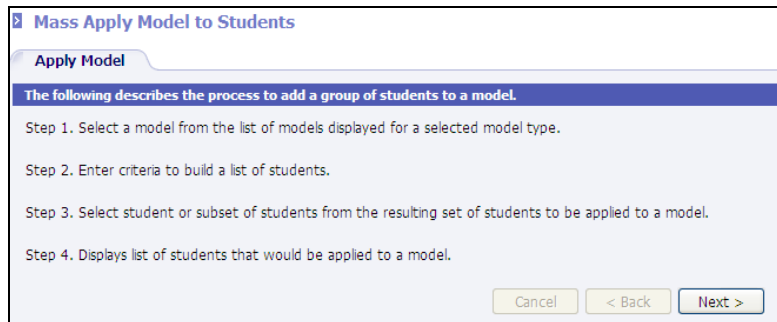 Mass Apply Model to Students
Apply Model
The following describes the process to add a group of students to a model.
Step 1. Select a model from the list of models displayed for a selected model type.
Step 2. Enter criteria to build a list of students.
Step 3. Select student or subset of students from the resulting set of students to be applied to a model.
Step 4. Displays list of students that would be applied to a model.
Cancel < Back Next >